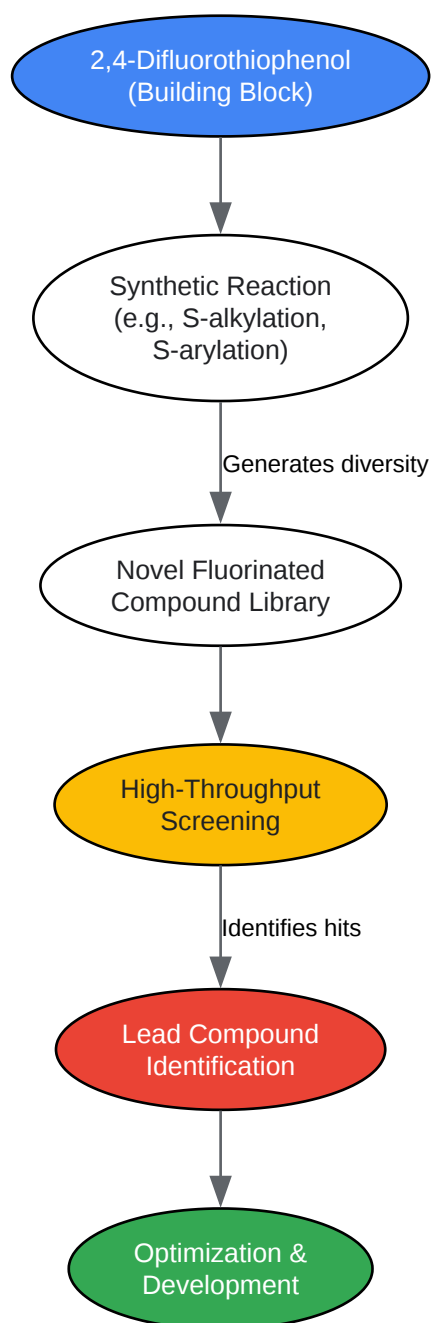 2,4-Difluorothiophenol
(Building Block)
Synthetic Reaction
(e.g., S-alkylation,
S-arylation)
Generates diversity
Novel Fluorinated
Compound Library
High-Throughput
Screening
Identifies hits
Lead Compound
Identification
Optimization &
Development